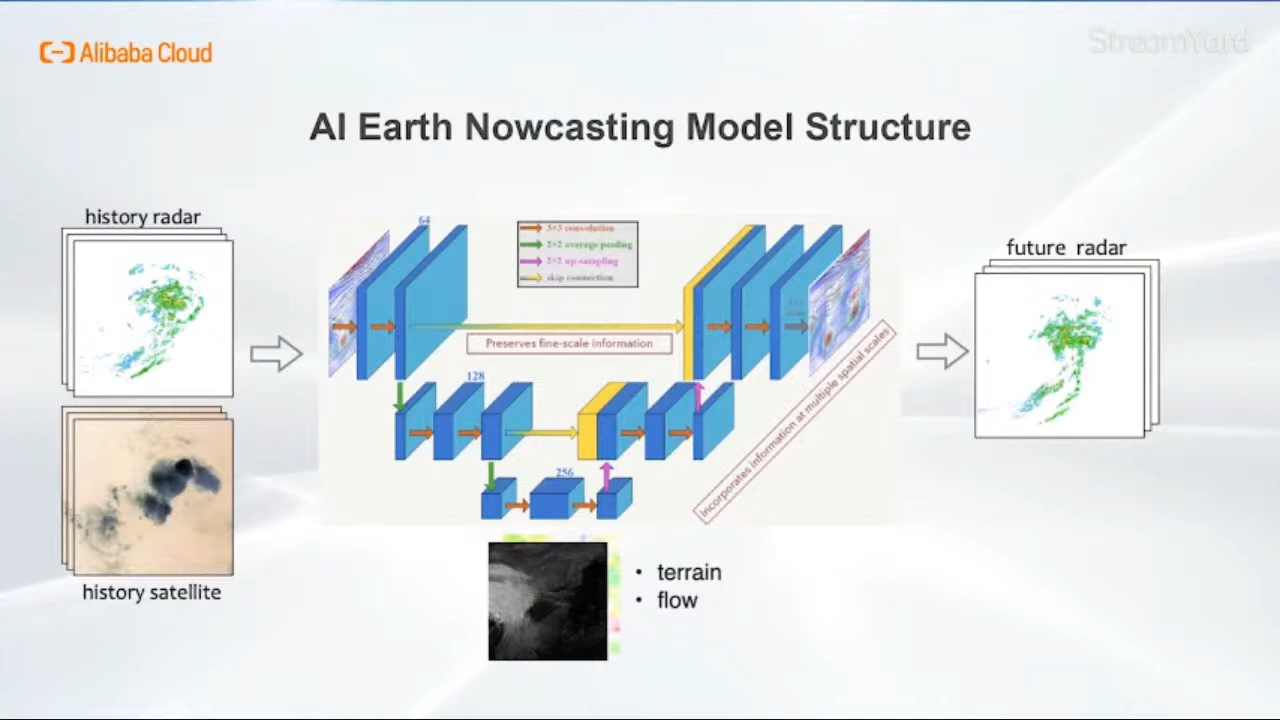 Alibaba Cloud
StreamYard
AI Earth Nowcasting Model Structure
history radar
64
3×3 convolution
2×2 average pooling
2×2 up-sampling
skip connection
future radar
Preserves fine-scale information
128
Incorporates information at multiple spatial scales
256
• terrain
• flow
history satellite